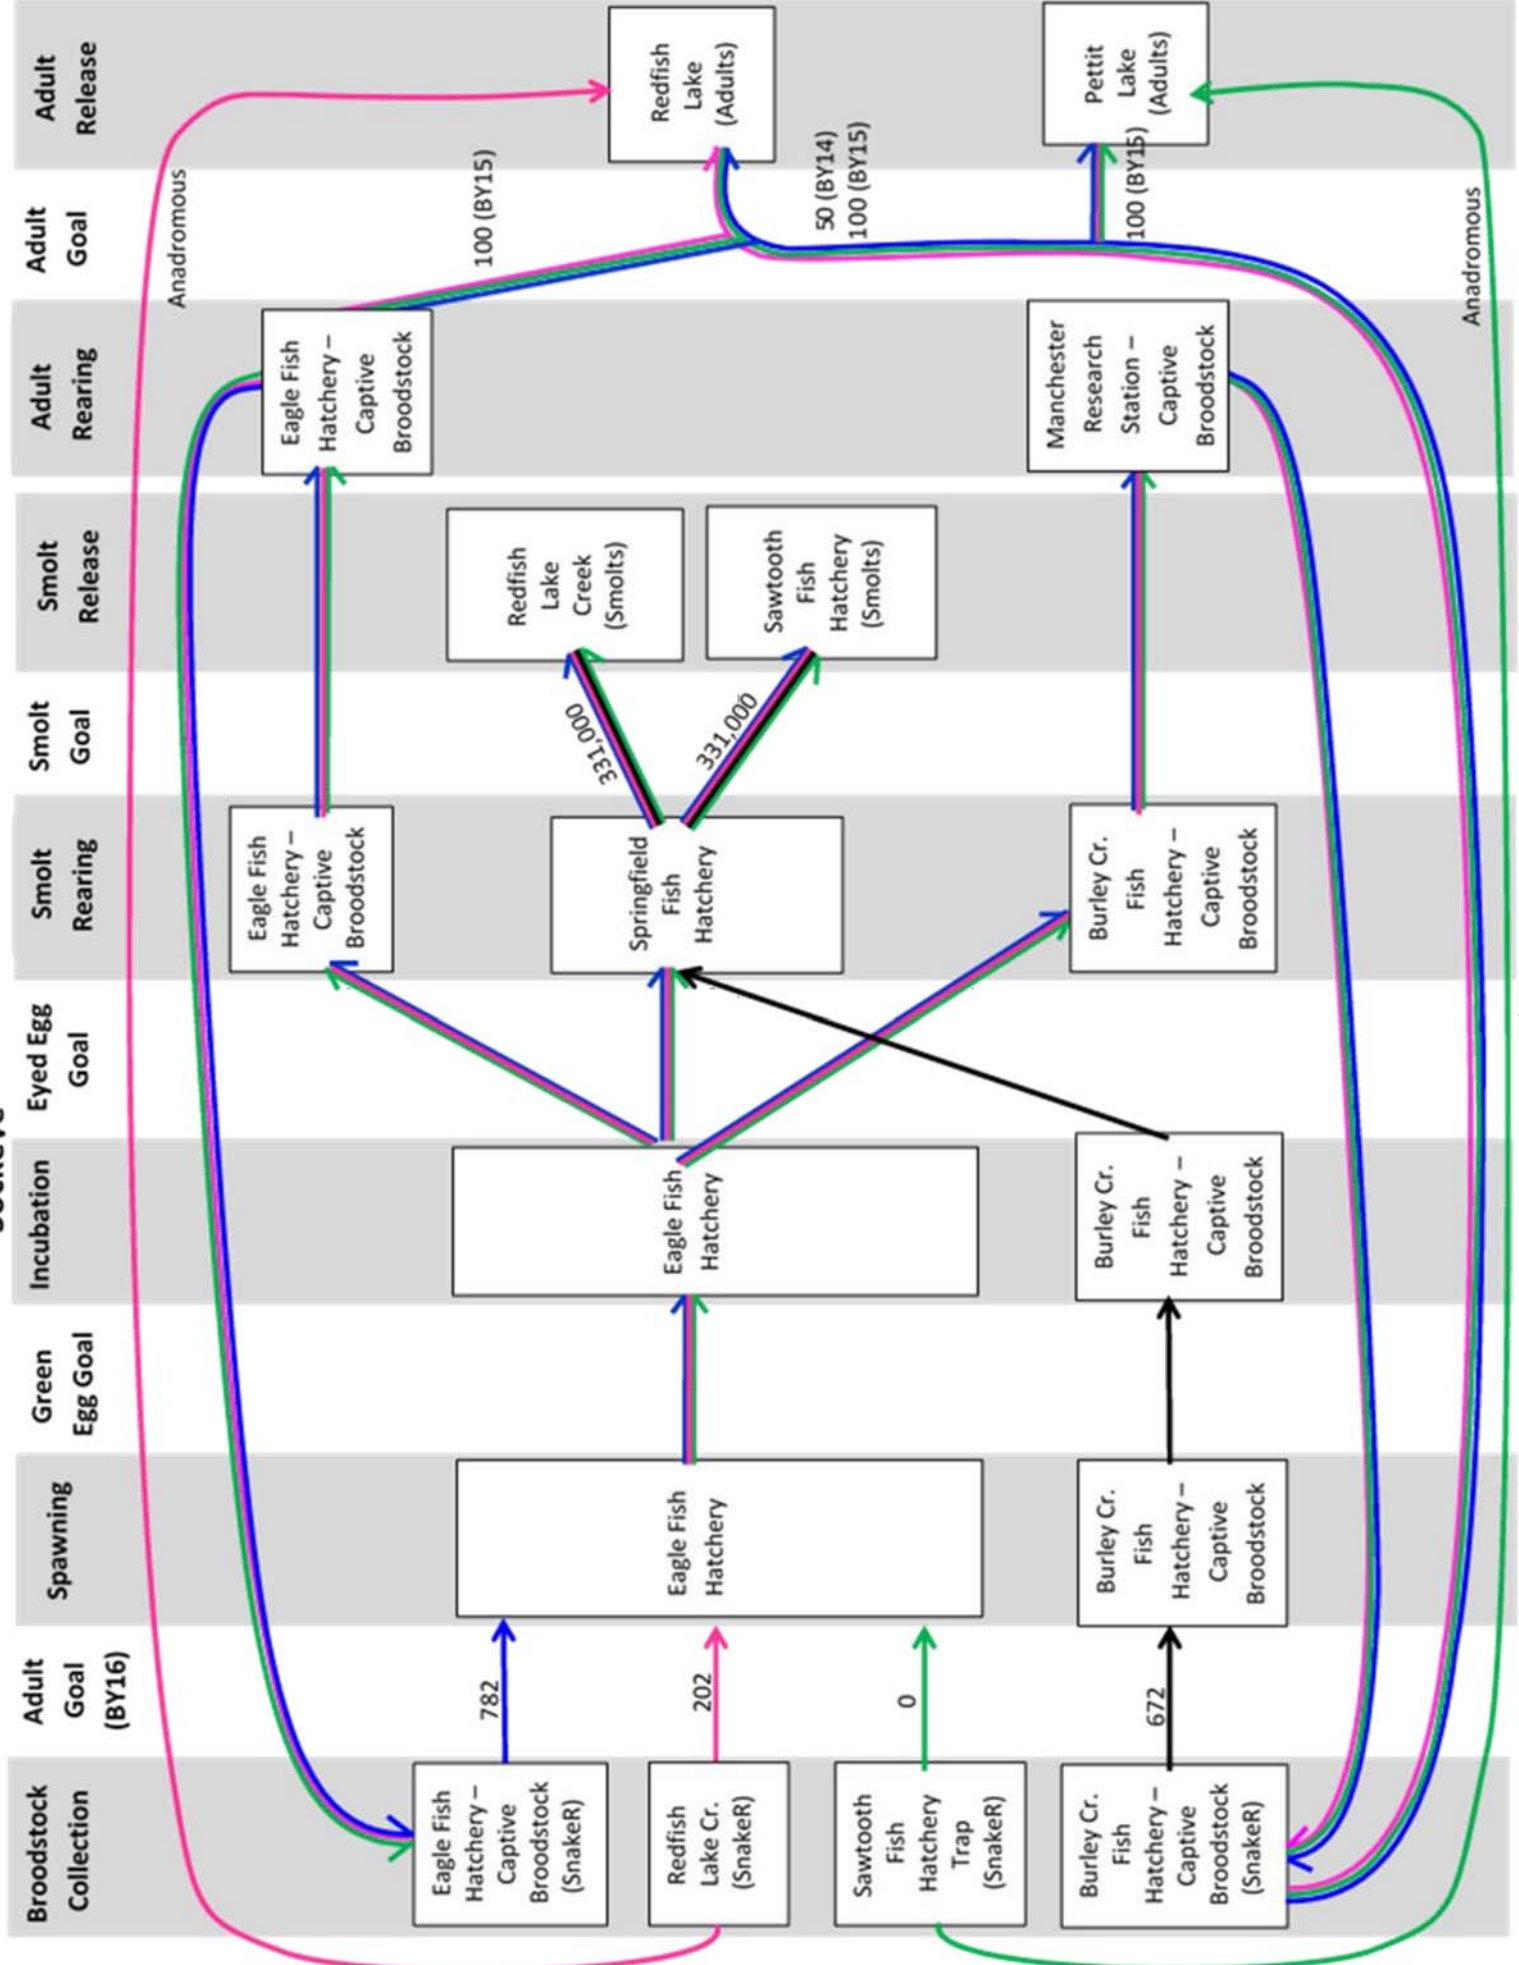 Broodstock
Collection
Adult
Goal
(BY16)
Spawning
Green
Egg Goal
Incubation
Eyed Egg
Goal
Smolt
Rearing
Smolt
Goal
Smolt
Release
Adult
Rearing
Adult
Goal
Adult
Release
Anadromous
Eagle Fish
Hatchery –
Captive
Broodstock
(SnakeR)
782
Redfish
Lake Cr.
(SnakeR)
202
Sawtooth
Fish
Hatchery
Trap
(SnakeR)
0
Burley Cr.
Fish
Hatchery –
Captive
Broodstock
(SnakeR)
672
Eagle Fish
Hatchery
Burley Cr.
Fish
Hatchery –
Captive
Broodstock
Eagle Fish
Hatchery
Burley Cr.
Fish
Hatchery –
Captive
Broodstock
Eagle Fish
Hatchery –
Captive
Broodstock
Springfield
Fish
Hatchery
Burley Cr.
Fish
Hatchery –
Captive
Broodstock
331,000
331,000
Redfish
Lake
Creek
(Smolts)
Sawtooth
Fish
Hatchery
(Smolts)
Eagle Fish
Hatchery –
Captive
Broodstock
Manchester
Research
Station –
Captive
Broodstock
100 (BY15)
50 (BY14)
100 (BY15)
100 (BY15)
Redfish
Lake
(Adults)
Pettit
Lake
(Adults)
Anadromous